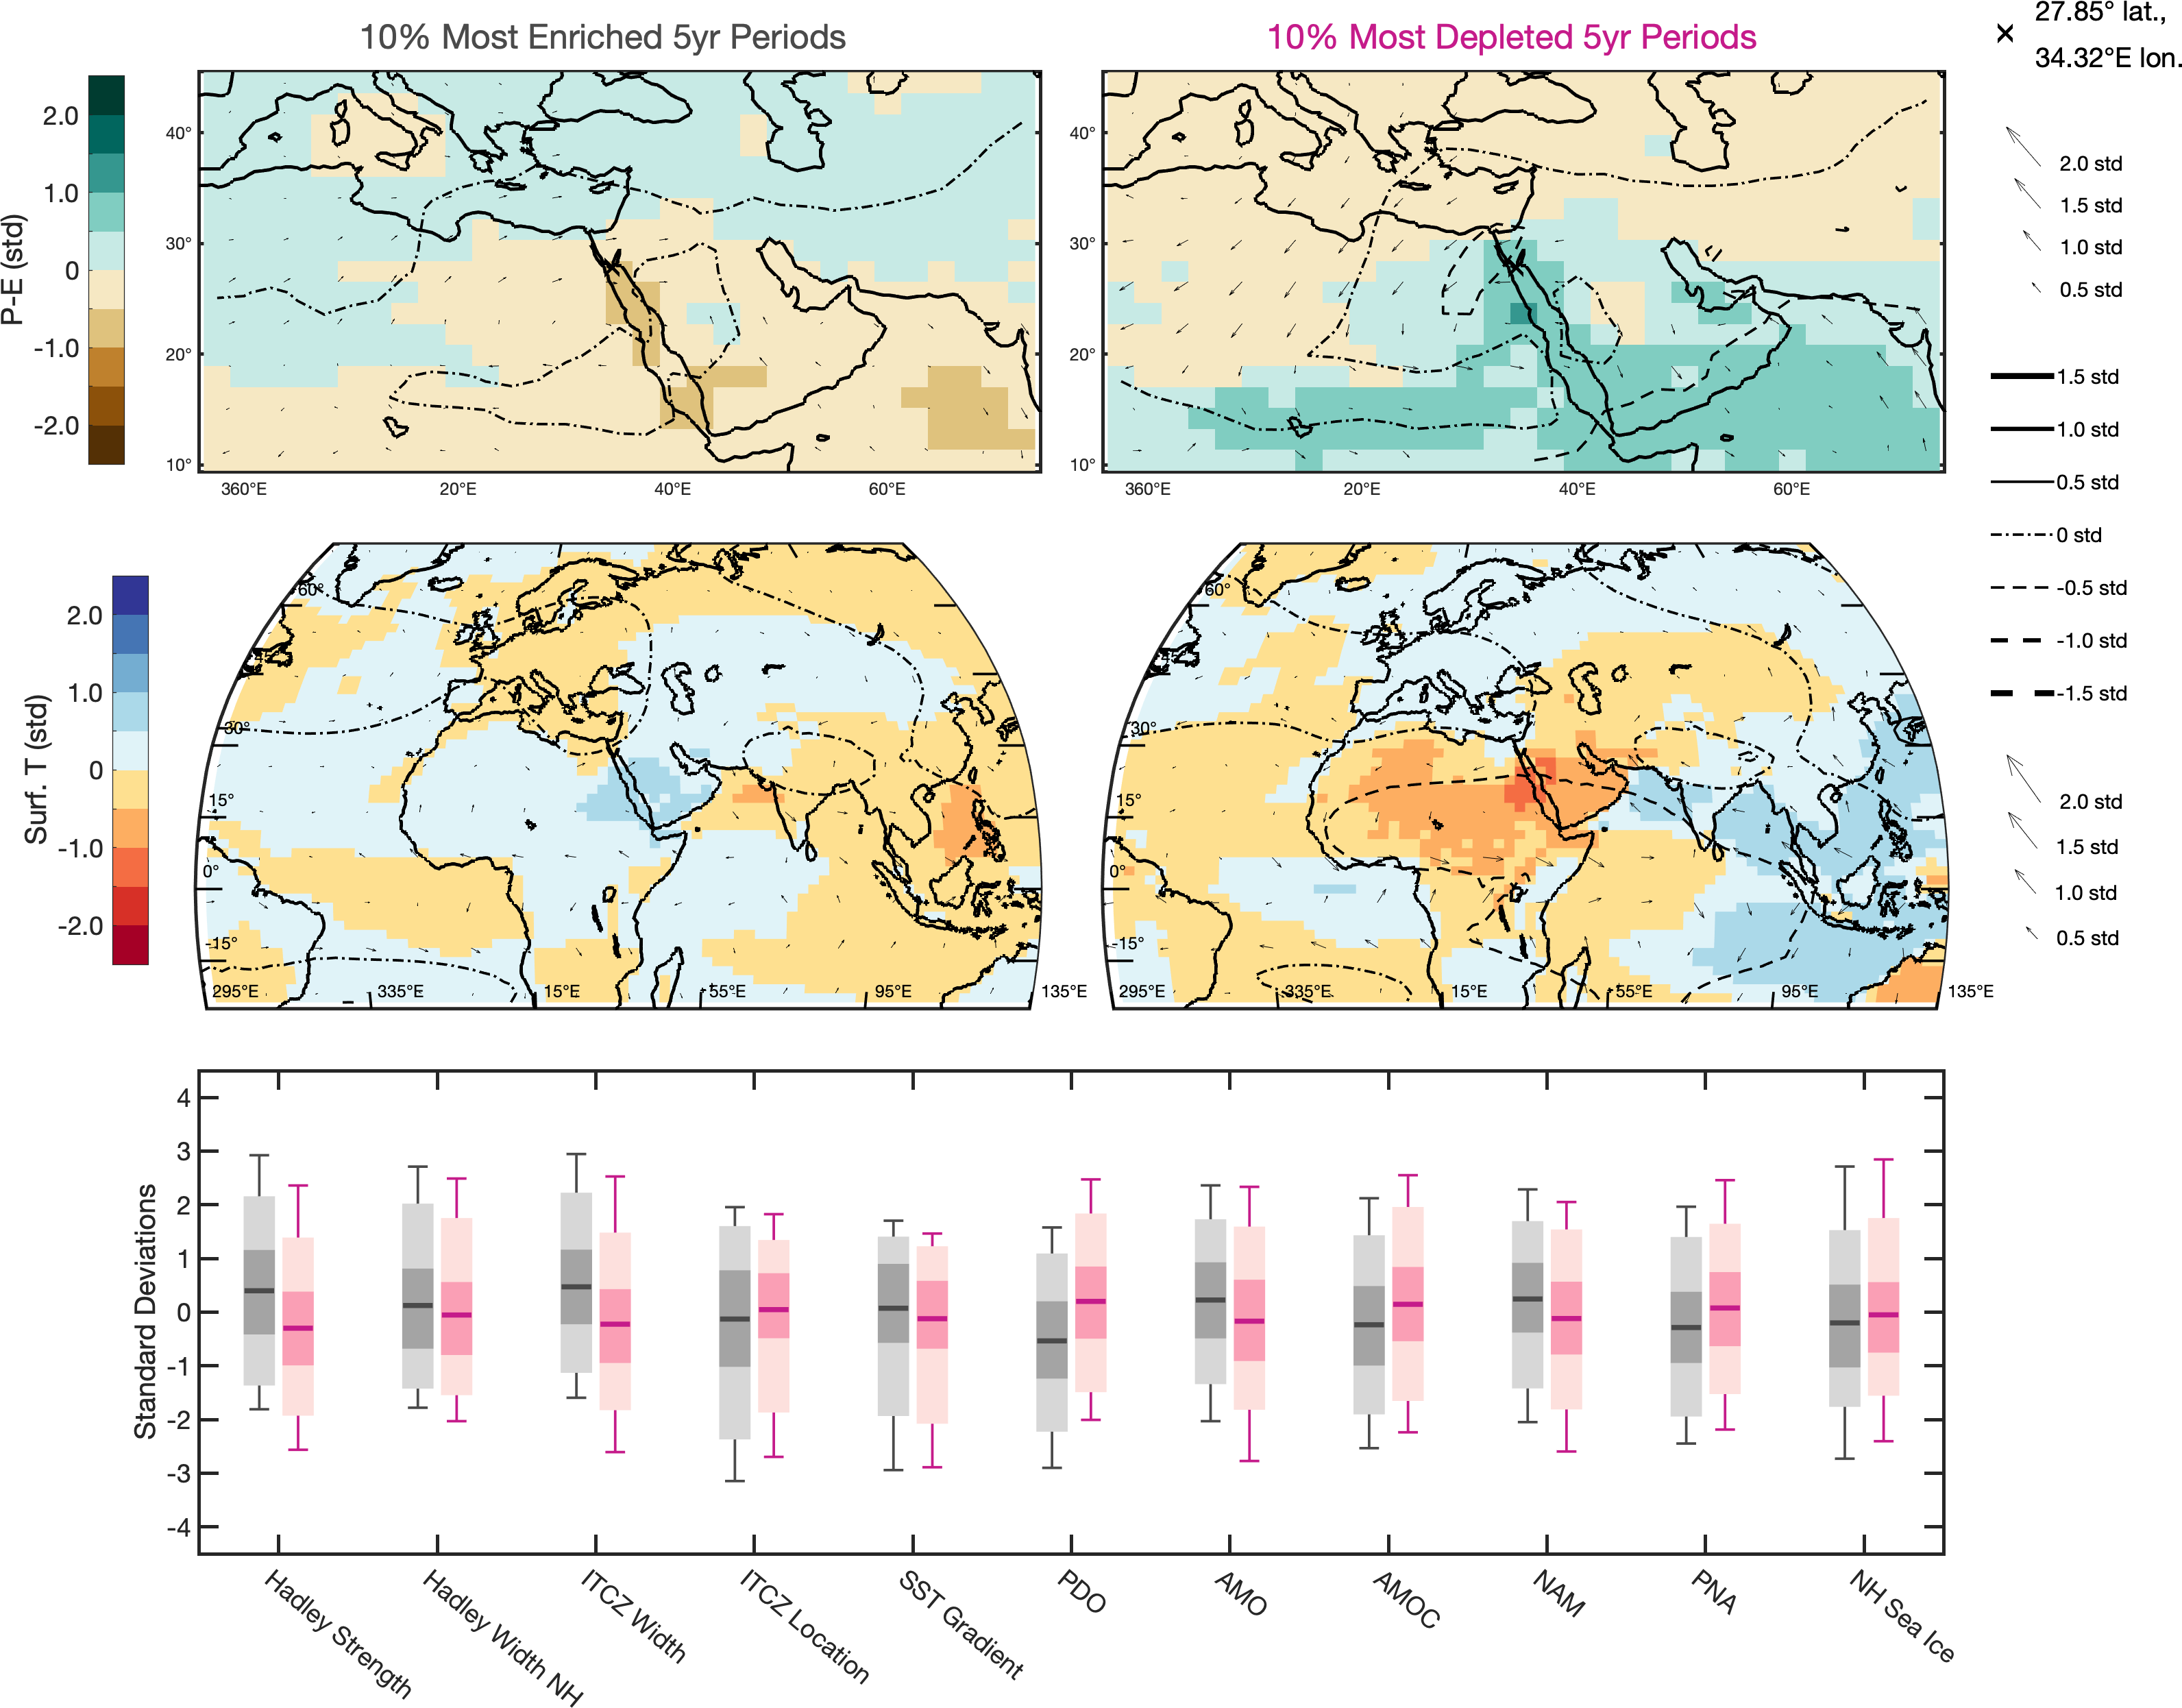 10% Most Enriched 5yr Periods
10% Most Depleted 5yr Periods
27.85° lat.,
34.32°E lon.
P-E (std)
2.0
1.0
0
-1.0
-2.0
40°
30°
20°
10°
360°E 20°E 40°E 60°E
40°
30°
20°
10°
360°E 20°E 40°E 60°E
2.0 std
1.5 std
1.0 std
0.5 std
1.5 std
1.0 std
0.5 std
0 std
-0.5 std
-1.0 std
-1.5 std
2.0 std
1.5 std
1.0 std
0.5 std
Surf. T (std)
2.0
1.0
0
-1.0
-2.0
60°
45°
30°
15°
0°
-15°
295°E 335°E 15°E 55°E 95°E 135°E
60°
45°
30°
15°
0°
-15°
295°E 335°E 15°E 55°E 95°E 135°E
Standard Deviations
4
3
2
1
0
-1
-2
-3
-4
Hadley Strength
Hadley Width NH
ITCZ Width
ITCZ Location
SST Gradient
PDO
AMO
AMOC
NAM
PNA
NH Sea Ice